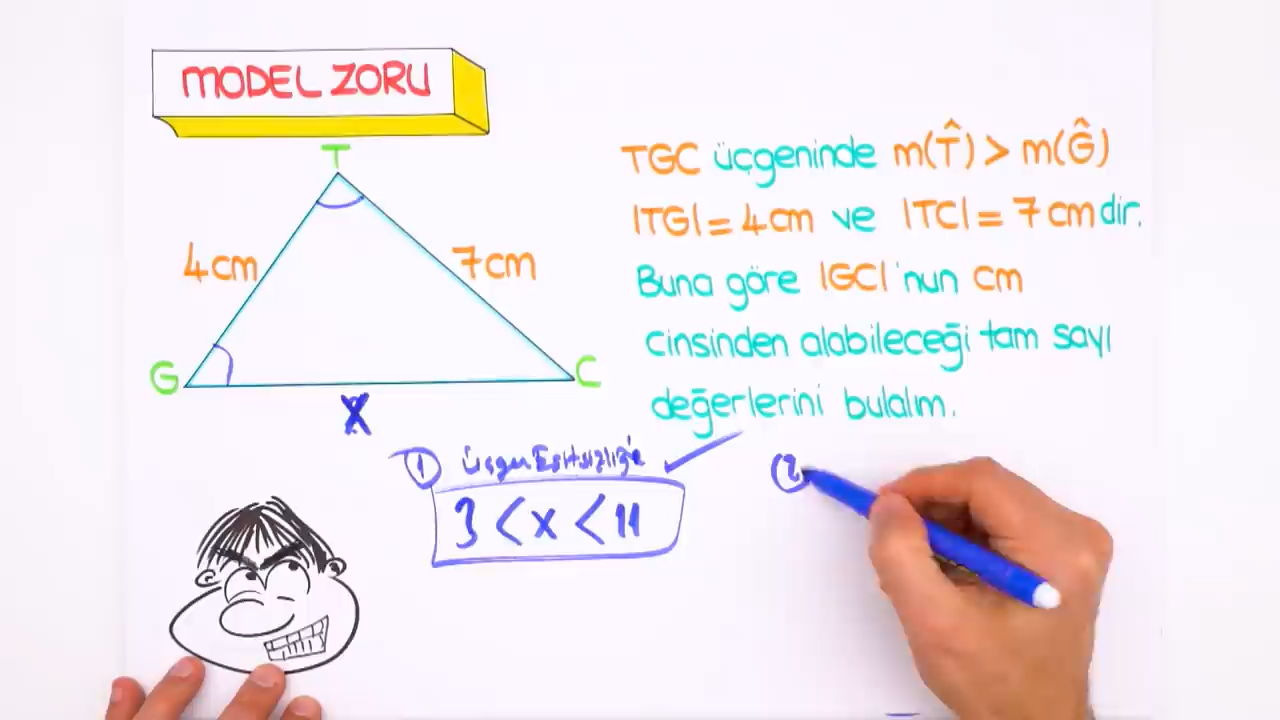 MODEL ZORU
T
4cm
7cm
G
C
X
TGC üçgeninde m(T̂) > m(Ĝ)
|TG| = 4cm ve |TC| = 7cm dir.
Buna göre |GC| 'nun cm
cinsinden alabileceği tam sayı
değerlerini bulalım.
① Üçgen Eşitsizliği
3 < x < 11
②